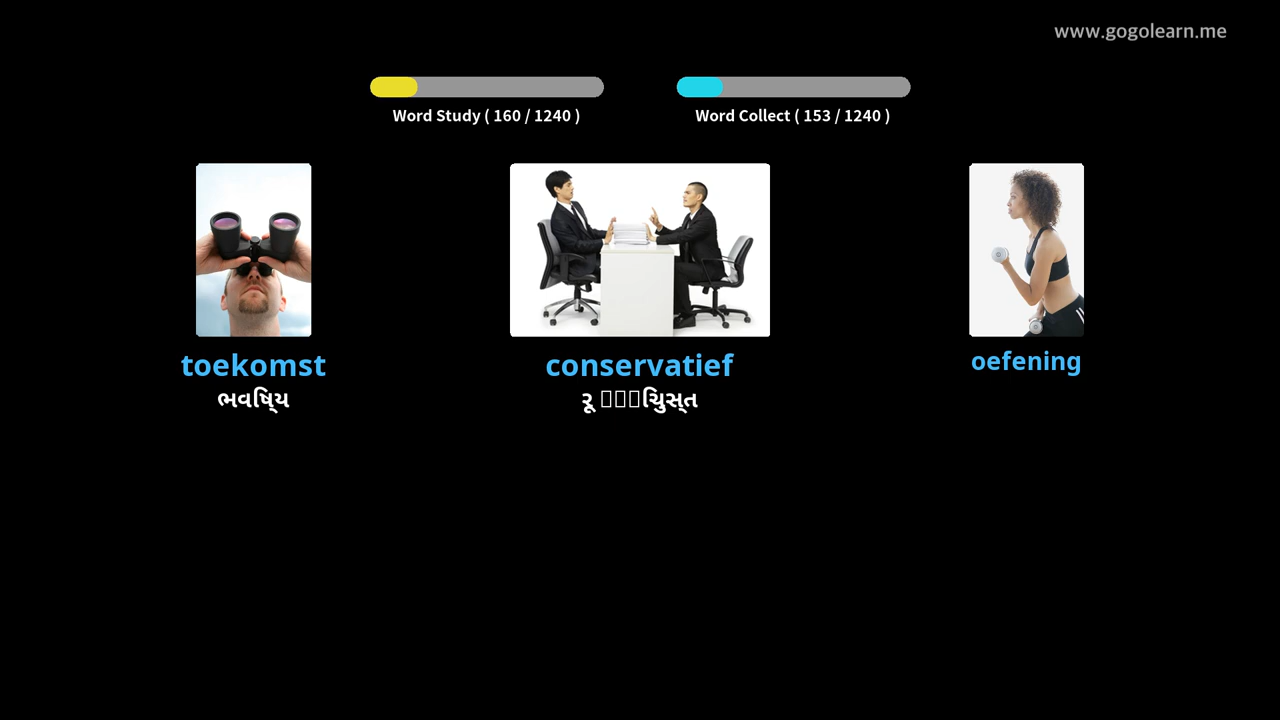 www.gogolearn.me
Word Study ( 160 / 1240 )
Word Collect ( 153 / 1240 )
toekomst
conservatief
oefening
ભવિષ્ય